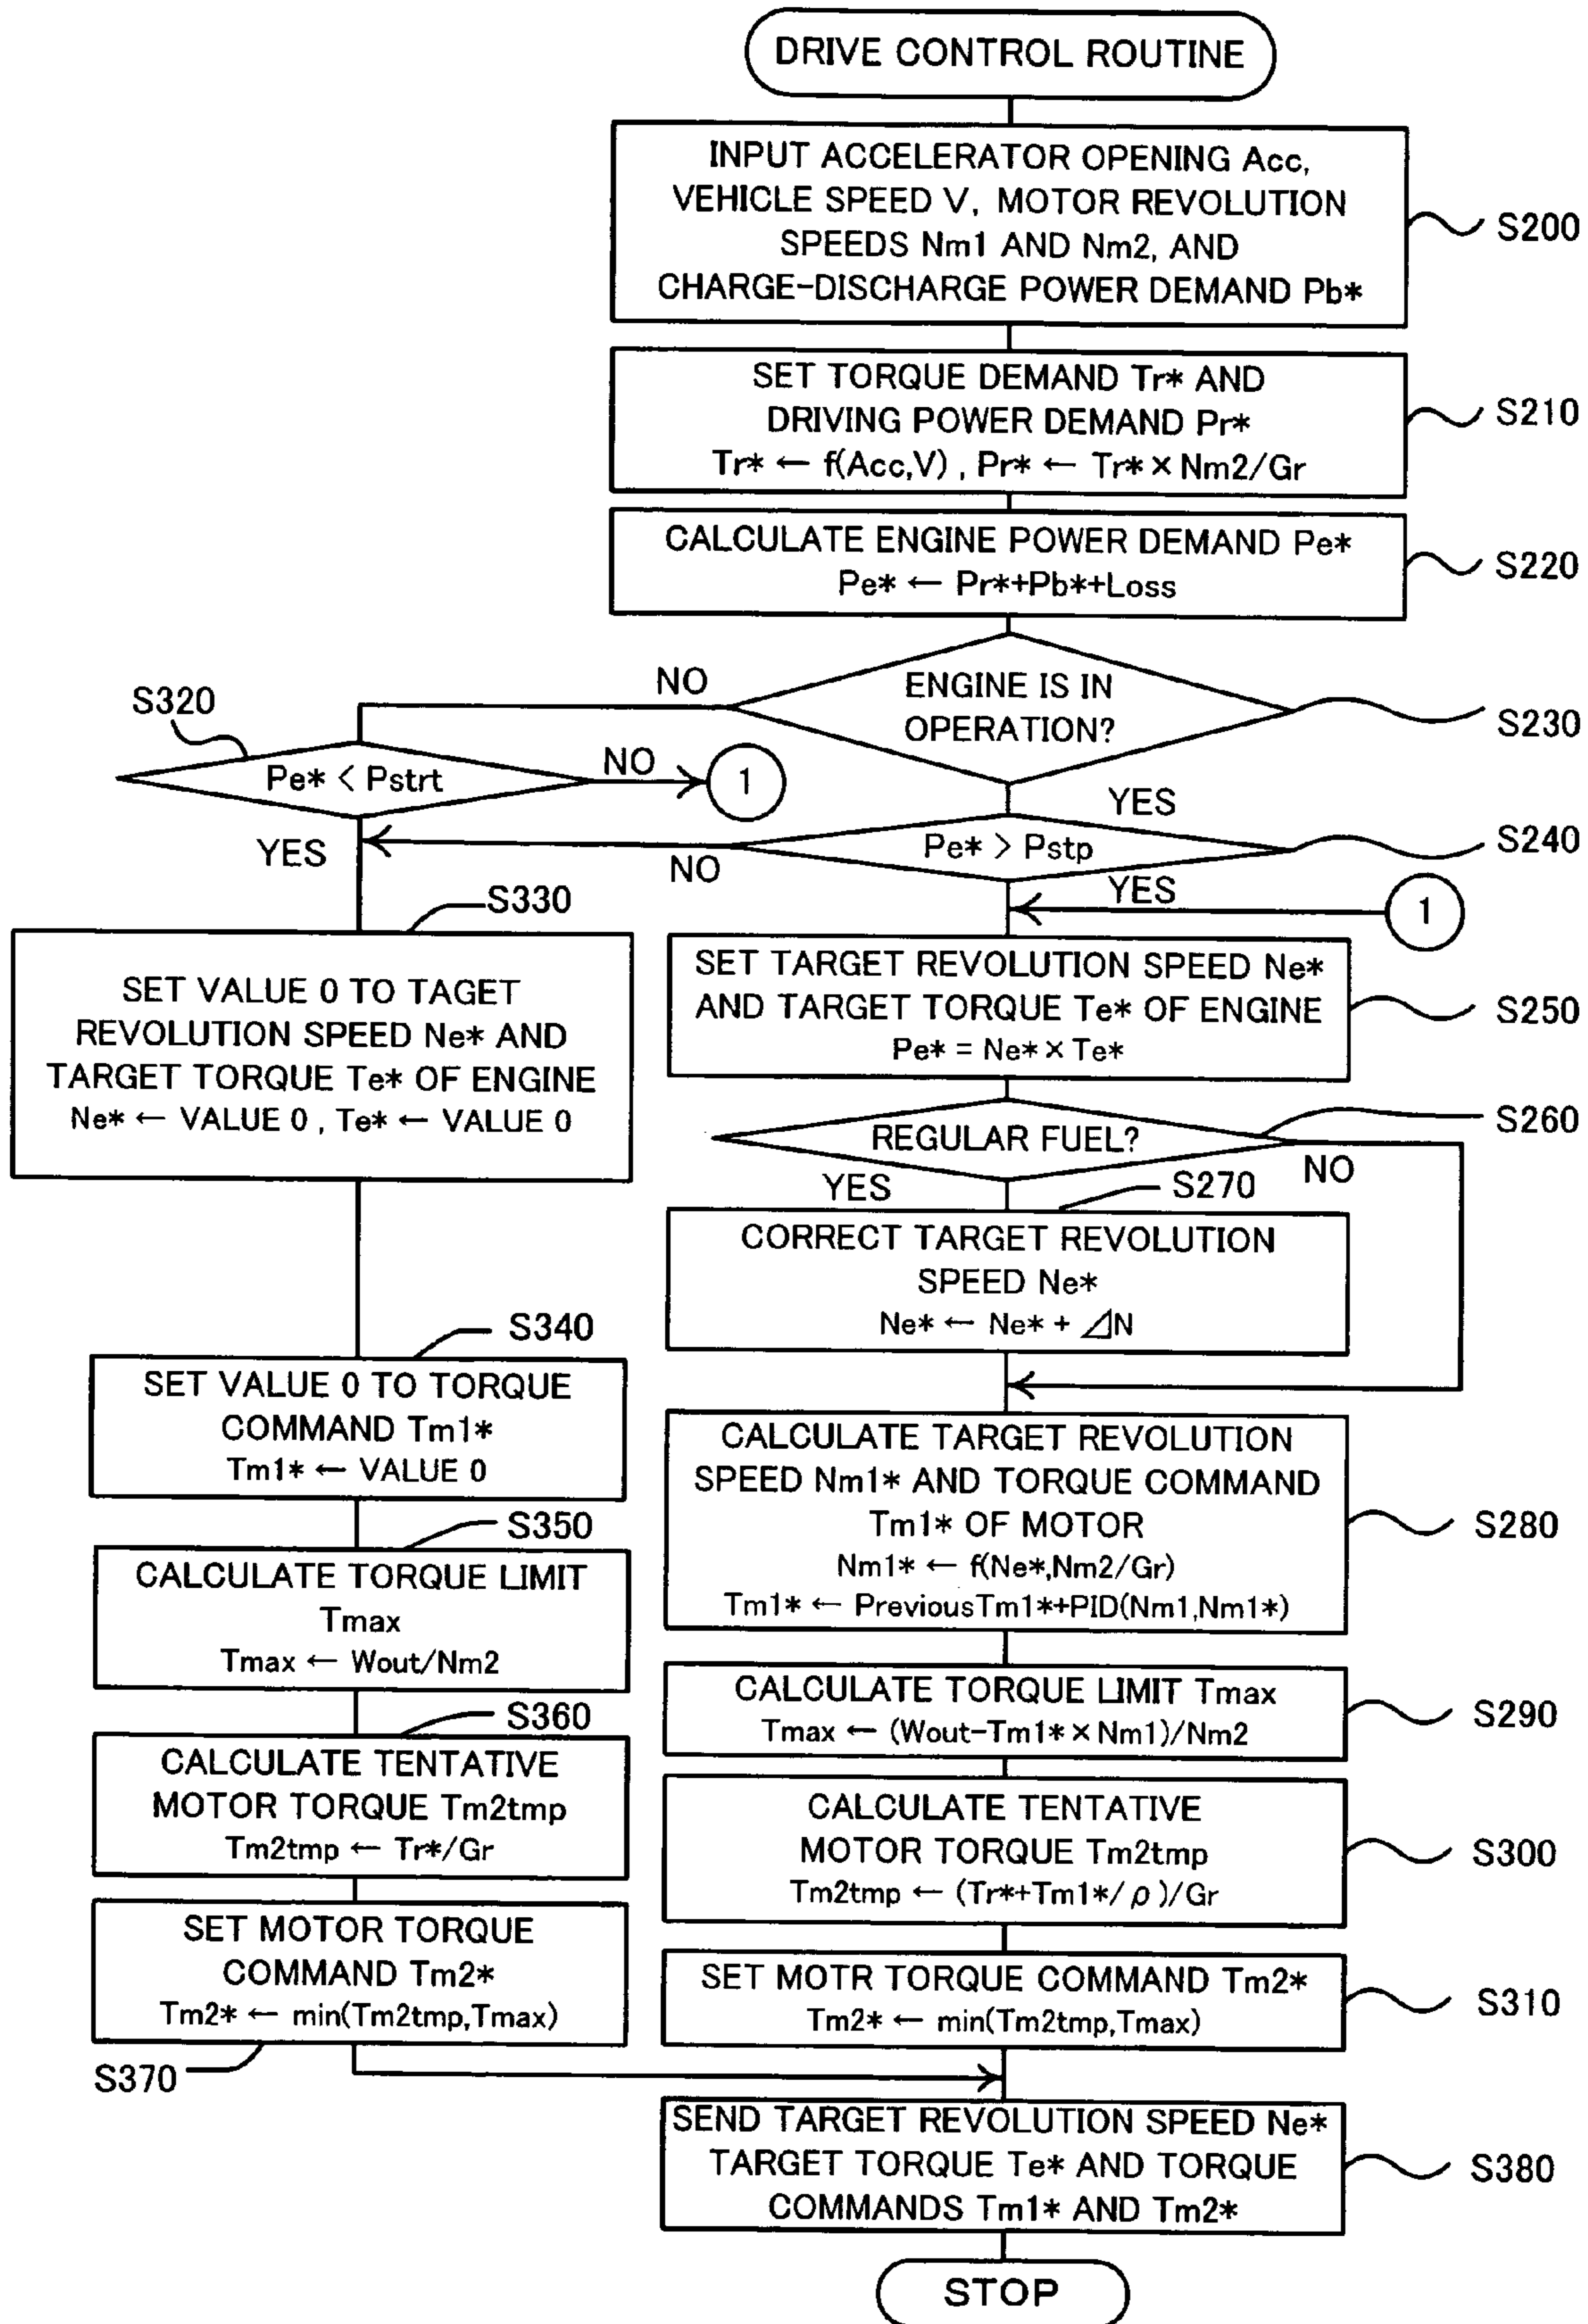 DRIVE CONTROL ROUTINE
INPUT ACCELERATOR OPENING Acc,
VEHICLE SPEED V, MOTOR REVOLUTION
SPEEDS Nm1 AND Nm2, AND
CHARGE-DISCHARGE POWER DEMAND Pb*
S200
SET TORQUE DEMAND Tr* AND
DRIVING POWER DEMAND Pr*
Tr* ← f(Acc,V) , Pr* ← Tr* × Nm2/Gr
S210
CALCULATE ENGINE POWER DEMAND Pe*
Pe* ← Pr*+Pb*+Loss
S220
ENGINE IS IN
OPERATION?
S230
NO
YES
S320
Pe* < Pstrt
NO
1
YES
Pe* > Pstp
S240
NO
YES
1
S330
SET VALUE 0 TO TAGET
REVOLUTION SPEED Ne* AND
TARGET TORQUE Te* OF ENGINE
Ne* ← VALUE 0 , Te* ← VALUE 0
SET TARGET REVOLUTION SPEED Ne*
AND TARGET TORQUE Te* OF ENGINE
Pe* = Ne* × Te*
S250
REGULAR FUEL?
S260
YES
NO
S270
CORRECT TARGET REVOLUTION
SPEED Ne*
Ne* ← Ne* + ⊿N
S340
SET VALUE 0 TO TORQUE
COMMAND Tm1*
Tm1* ← VALUE 0
CALCULATE TARGET REVOLUTION
SPEED Nm1* AND TORQUE COMMAND
Tm1* OF MOTOR
Nm1* ← f(Ne*,Nm2/Gr)
Tm1* ← PreviousTm1*+PID(Nm1,Nm1*)
S280
S350
CALCULATE TORQUE LIMIT
Tmax
Tmax ← Wout/Nm2
CALCULATE TORQUE LIMIT Tmax
Tmax ← (Wout-Tm1* × Nm1)/Nm2
S290
S360
CALCULATE TENTATIVE
MOTOR TORQUE Tm2tmp
Tm2tmp ← Tr*/Gr
CALCULATE TENTATIVE
MOTOR TORQUE Tm2tmp
Tm2tmp ← (Tr*+Tm1*/ρ)/Gr
S300
SET MOTOR TORQUE
COMMAND Tm2*
Tm2* ← min(Tm2tmp,Tmax)
S370
SET MOTR TORQUE COMMAND Tm2*
Tm2* ← min(Tm2tmp,Tmax)
S310
SEND TARGET REVOLUTION SPEED Ne*
TARGET TORQUE Te* AND TORQUE
COMMANDS Tm1* AND Tm2*
S380
STOP